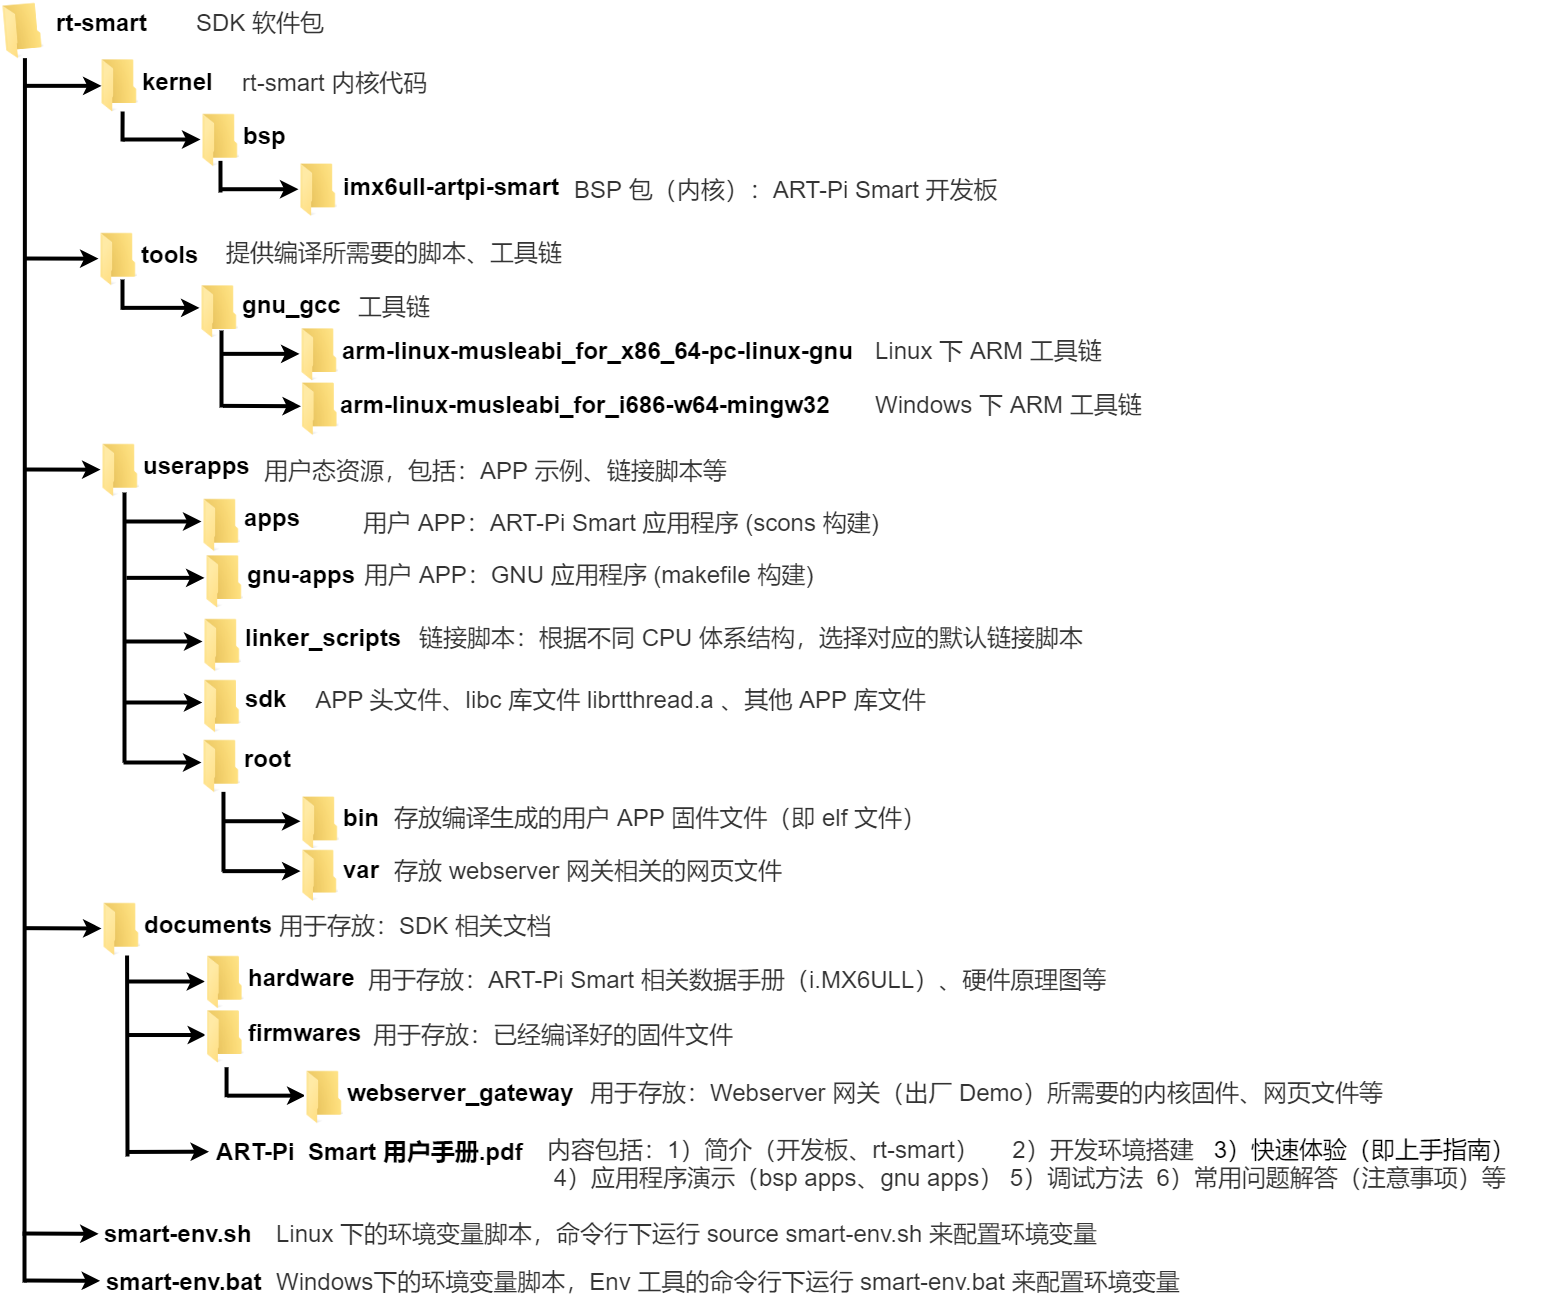 rt-smart SDK 软件包
kernel rt-smart 内核代码
bsp
imx6ull-artpi-smart BSP 包（内核）：ART-Pi Smart 开发板
tools 提供编译所需要的脚本、工具链
gnu_gcc 工具链
arm-linux-musleabi_for_x86_64-pc-linux-gnu Linux 下 ARM 工具链
arm-linux-musleabi_for_i686-w64-mingw32 Windows 下 ARM 工具链
userapps 用户态资源，包括：APP 示例、链接脚本等
apps 用户 APP：ART-Pi Smart 应用程序 (scons 构建)
gnu-apps 用户 APP：GNU 应用程序 (makefile 构建)
linker_scripts 链接脚本：根据不同 CPU 体系结构，选择对应的默认链接脚本
sdk APP 头文件、libc 库文件 librtthread.a 、其他 APP 库文件
root
bin 存放编译生成的用户 APP 固件文件（即 elf 文件）
var 存放 webserver 网关相关的网页文件
documents 用于存放：SDK 相关文档
hardware 用于存放：ART-Pi Smart 相关数据手册（i.MX6ULL）、硬件原理图等
firmwares 用于存放：已经编译好的固件文件
webserver_gateway 用于存放：Webserver 网关（出厂 Demo）所需要的内核固件、网页文件等
ART-Pi Smart 用户手册.pdf 内容包括：1）简介（开发板、rt-smart） 2）开发环境搭建 3）快速体验（即上手指南）
4）应用程序演示（bsp apps、gnu apps） 5）调试方法 6）常用问题解答（注意事项）等
smart-env.sh Linux 下的环境变量脚本，命令行下运行 source smart-env.sh 来配置环境变量
smart-env.bat Windows下的环境变量脚本，Env 工具的命令行下运行 smart-env.bat 来配置环境变量